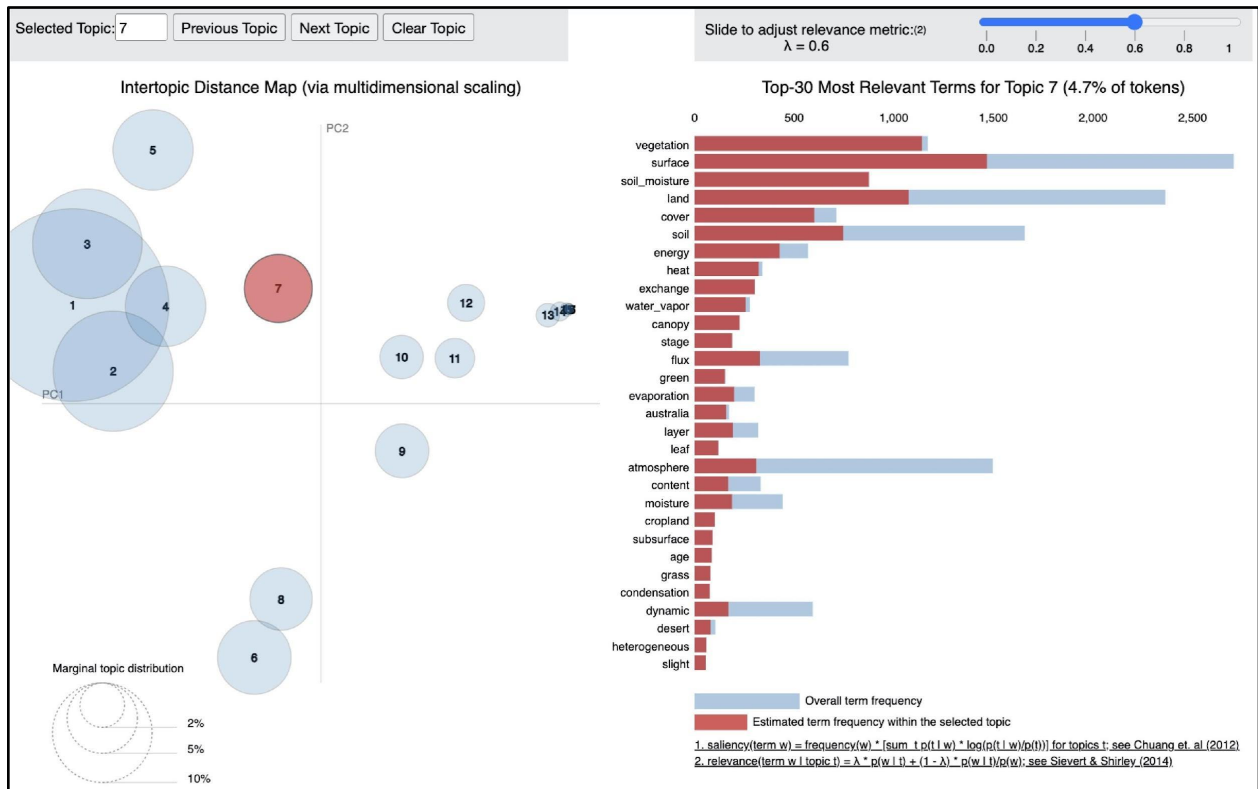 Selected Topic: 7 Previous Topic Next Topic Clear Topic
Slide to adjust relevance metric:(2)
λ = 0.6
0.0 0.2 0.4 0.6 0.8 1
Intertopic Distance Map (via multidimensional scaling)
PC2
PC1
5
3
1
4
2
7
12
13
14
10
11
9
8
6
Marginal topic distribution
2%
5%
10%
Top-30 Most Relevant Terms for Topic 7 (4.7% of tokens)
0 500 1,000 1,500 2,000 2,500
vegetation
surface
soil_moisture
land
cover
soil
energy
heat
exchange
water_vapor
canopy
stage
flux
green
evaporation
australia
layer
leaf
atmosphere
content
moisture
cropland
subsurface
age
grass
condensation
dynamic
desert
heterogeneous
slight
Overall term frequency
Estimated term frequency within the selected topic
1. saliency(term w) = frequency(w) * [sum_t p(t | w) * log(p(t | w)/p(t))] for topics t; see Chuang et. al (2012)
2. relevance(term w | topic t) = λ * p(w | t) + (1 - λ) * p(w | t)/p(w); see Sievert & Shirley (2014)